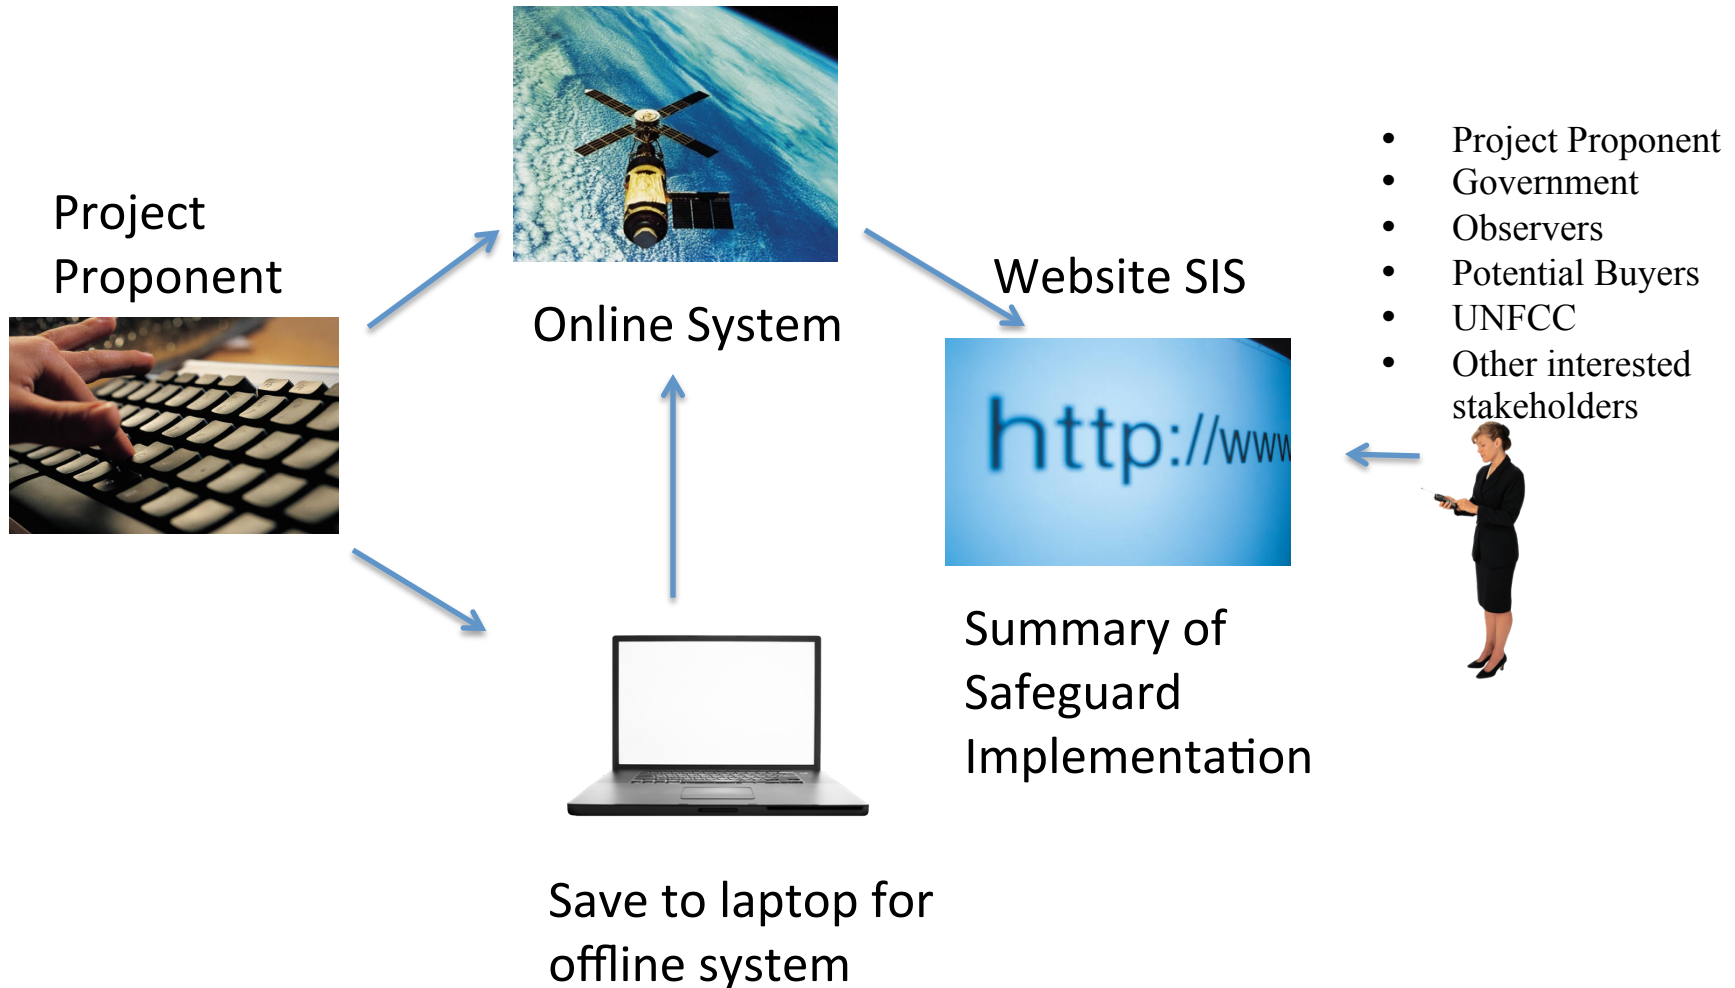 Project
Proponent
Online System
Save to laptop for
offline system
Website SIS
http://www
Summary of
Safeguard
Implementation
• Project Proponent
• Government
• Observers
• Potential Buyers
• UNFCC
• Other interested
stakeholders